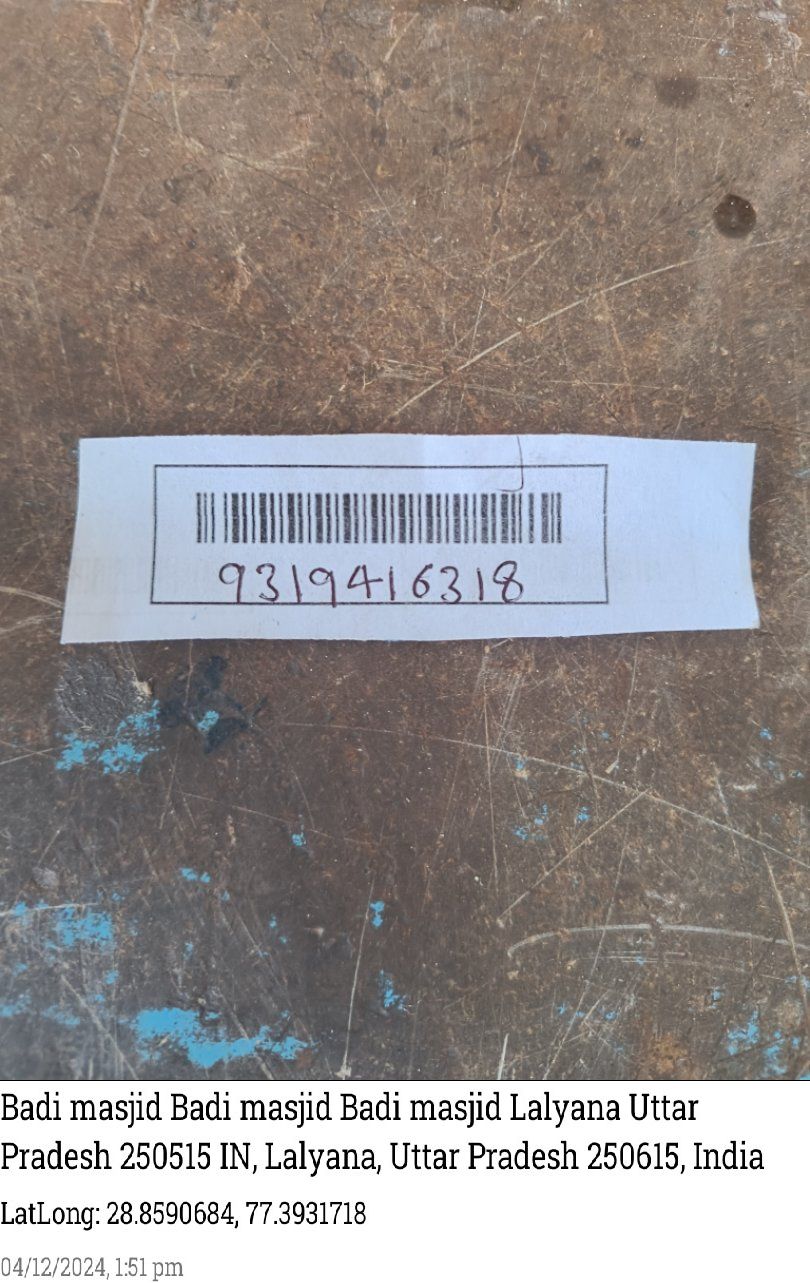 9319416318
Badi masjid Badi masjid Badi masjid Lalyana Uttar
Pradesh 250515 IN, Lalyana, Uttar Pradesh 250615, India
LatLong: 28.8590684, 77.3931718
04/12/2024, 1:51 pm